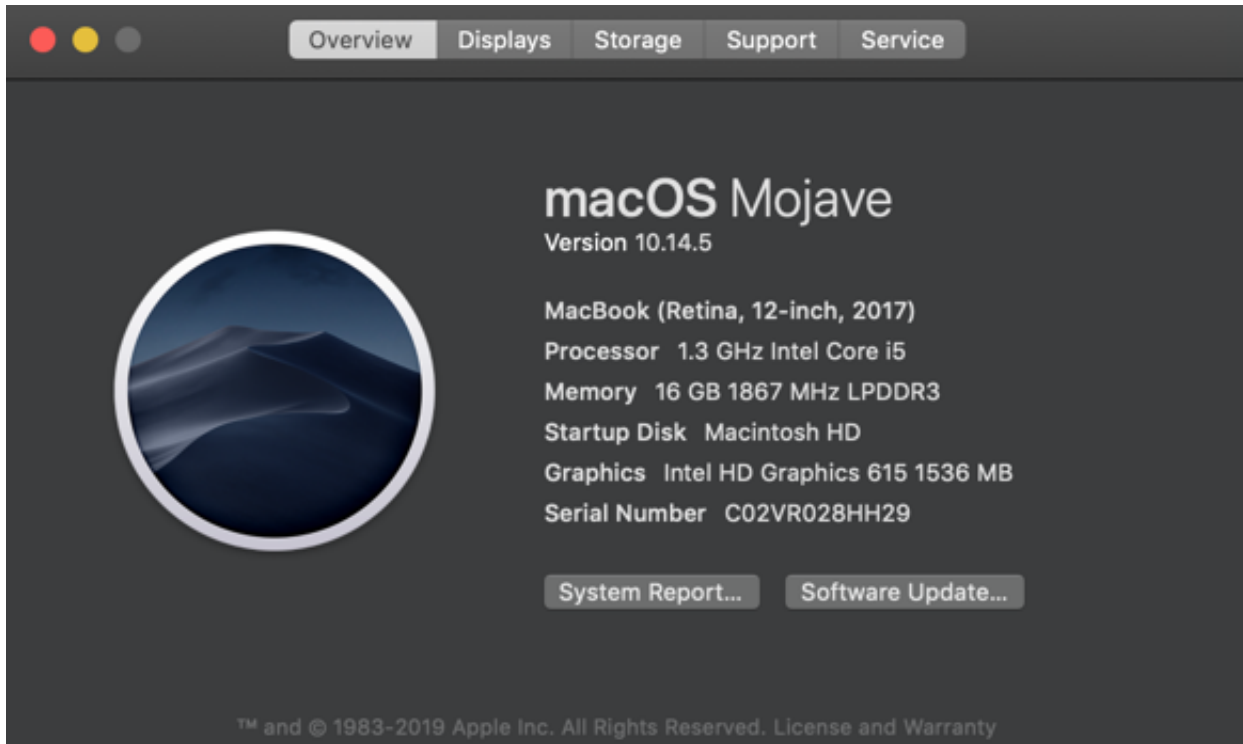 Overview Displays Storage Support Service
macOS Mojave
Version 10.14.5
MacBook (Retina, 12-inch, 2017)
Processor 1.3 GHz Intel Core i5
Memory 16 GB 1867 MHz LPDDR3
Startup Disk Macintosh HD
Graphics Intel HD Graphics 615 1536 MB
Serial Number C02VR028HH29
System Report... Software Update...
™ and © 1983-2019 Apple Inc. All Rights Reserved. License and Warranty